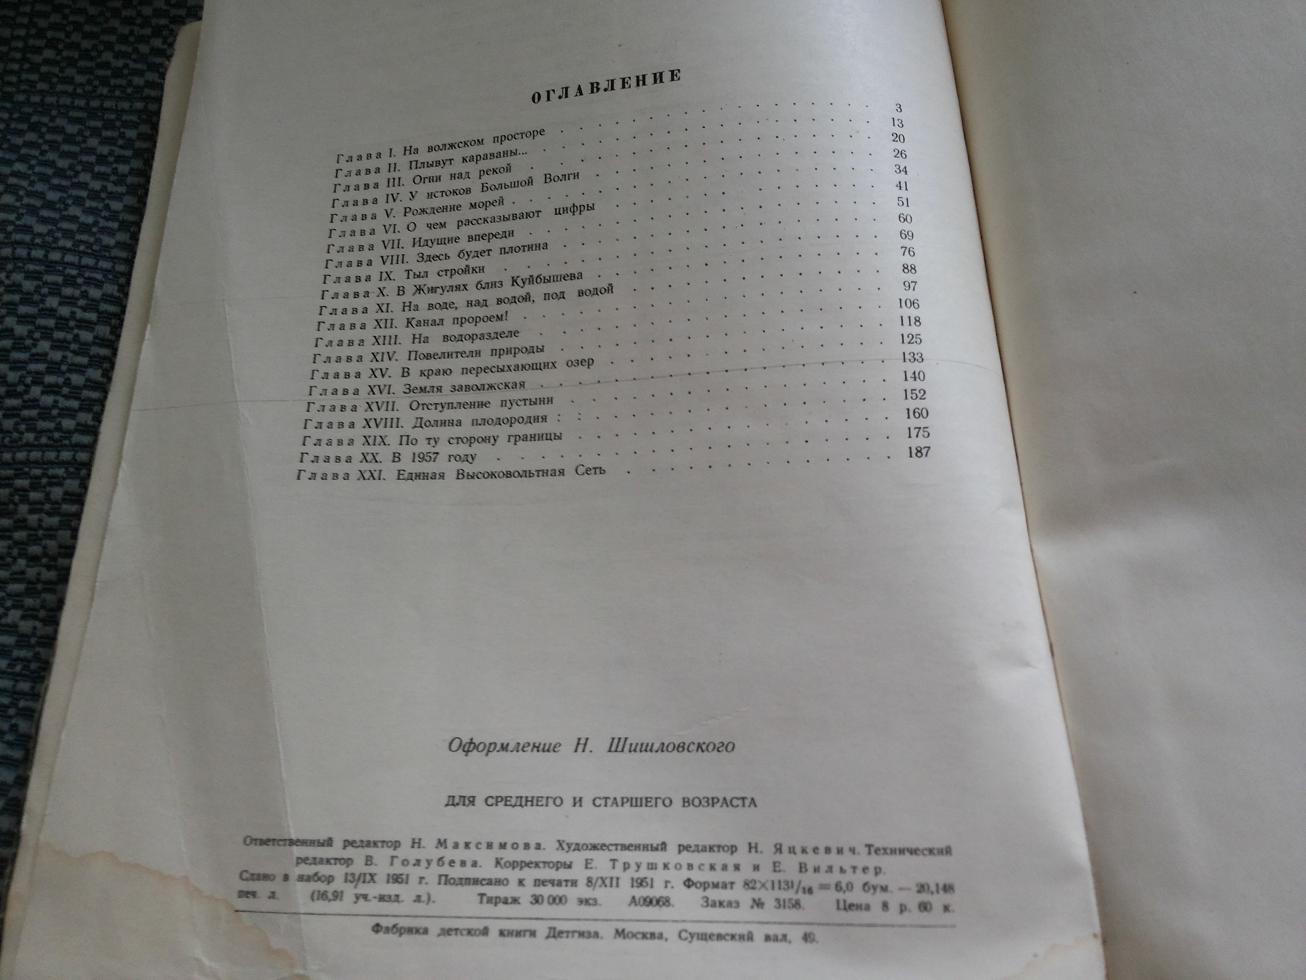 ОГЛАВЛЕНИЕ
Глава I. На волжском просторе . . . . . . . . . . . . . . . . . 3
Глава II. Плывут караваны... . . . . . . . . . . . . . . . . . 13
Глава III. Огни над рекой . . . . . . . . . . . . . . . . . 20
Глава IV. У истоков Большой Волги . . . . . . . . . . . . . . . 26
Глава V. Рождение морей . . . . . . . . . . . . . . . . . 34
Глава VI. О чем рассказывают цифры . . . . . . . . . . . . . . 41
Глава VII. Идущие впереди . . . . . . . . . . . . . . . . . 51
Глава VIII. Здесь будет плотина . . . . . . . . . . . . . . . . 60
Глава IX. Тыл стройки . . . . . . . . . . . . . . . . . 69
Глава X. В Жигулях близ Куйбышева . . . . . . . . . . . . . . 76
Глава XI. На воде, над водой, под водой . . . . . . . . . . . . . 88
Глава XII. Канал пророем! . . . . . . . . . . . . . . . . . 97
Глава XIII. На водоразделе . . . . . . . . . . . . . . . . . 106
Глава XIV. Повелители природы . . . . . . . . . . . . . . . . 118
Глава XV. В краю пересыхающих озер . . . . . . . . . . . . . . 125
Глава XVI. Земля заволжская . . . . . . . . . . . . . . . . 133
Глава XVII. Отступление пустыни . . . . . . . . . . . . . . . 140
Глава XVIII. Долина плодородия : : . . . . . . . . . . . . . . 152
Глава XIX. По ту сторону границы . . . . . . . . . . . . . . . 160
Глава XX. В 1957 году . . . . . . . . . . . . . . . . . 175
Глава XXI. Единая Высоковольтная Сеть . . . . . . . . . . . . . 187
Оформление Н. Шишловского
ДЛЯ СРЕДНЕГО И СТАРШЕГО ВОЗРАСТА
Ответственный редактор Н. Максимова. Художественный редактор Н. Яцкевич. Технический
редактор В. Голубева. Корректоры Е. Трушковская и Е. Вильтер.
Сдано в набор 13/IX 1951 г. Подписано к печати 8/XII 1951 г. Формат 82×113¹/₁₆ = 6,0 бум. — 20,148
печ. л. (16,91 уч.-изд. л.). Тираж 30 000 экз. А09068. Заказ № 3158. Цена 8 р. 60 к.
Фабрика детской книги Детгиза. Москва, Сущевский вал, 49.